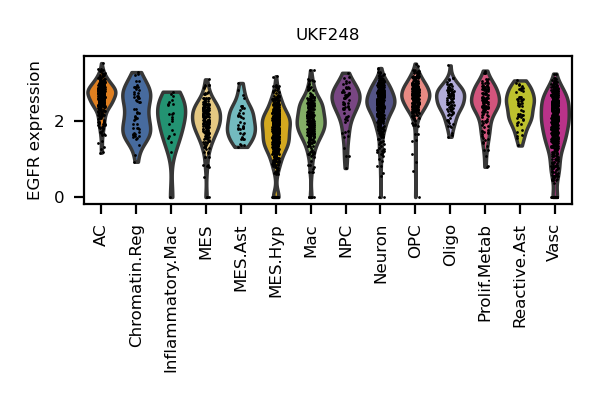 UKF248
EGFR expression
2
0
AC
Chromatin.Reg
Inflammatory.Mac
MES
MES.Ast
MES.Hyp
Mac
NPC
Neuron
OPC
Oligo
Prolif.Metab
Reactive.Ast
Vasc